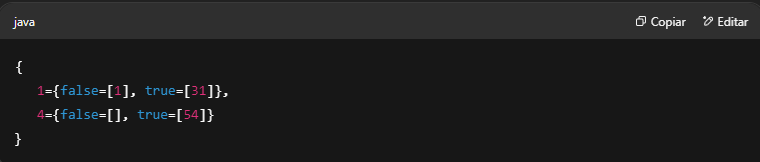 java
Copiar
Editar
{
1={false=[1], true=[31]},
4={false=[], true=[54]}
}